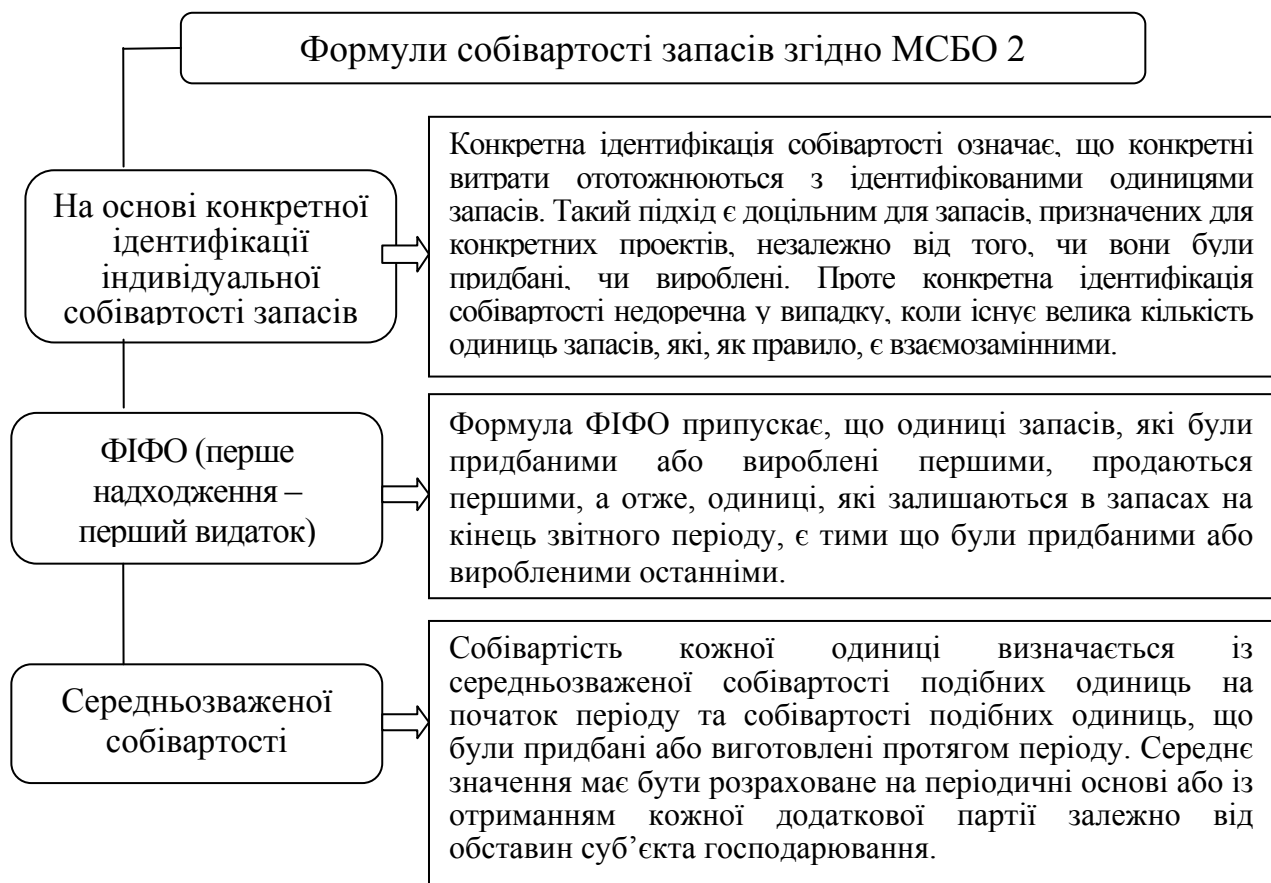 Формули собівартості запасів згідно МСБО 2
На основі конкретної
ідентифікації
індивідуальної
собівартості запасів
Конкретна ідентифікація собівартості означає, що конкретні
витрати ототожнюються з ідентифікованими одиницями
запасів. Такий підхід є доцільним для запасів, призначених для
конкретних проектів, незалежно від того, чи вони були
придбані, чи вироблені. Проте конкретна ідентифікація
собівартості недоречна у випадку, коли існує велика кількість
одиниць запасів, які, як правило, є взаємозамінними.
ФІФО (перше
надходження –
перший видаток)
Формула ФІФО припускає, що одиниці запасів, які були
придбаними або вироблені першими, продаються
першими, а отже, одиниці, які залишаються в запасах на
кінець звітного періоду, є тими що були придбаними або
виробленими останніми.
Середньозваженої
собівартості
Собівартість кожної одиниці визначається із
середньозваженої собівартості подібних одиниць на
початок періоду та собівартості подібних одиниць, що
були придбані або виготовлені протягом періоду. Середнє
значення має бути розраховане на періодичні основі або із
отриманням кожної додаткової партії залежно від
обставин суб’єкта господарювання.